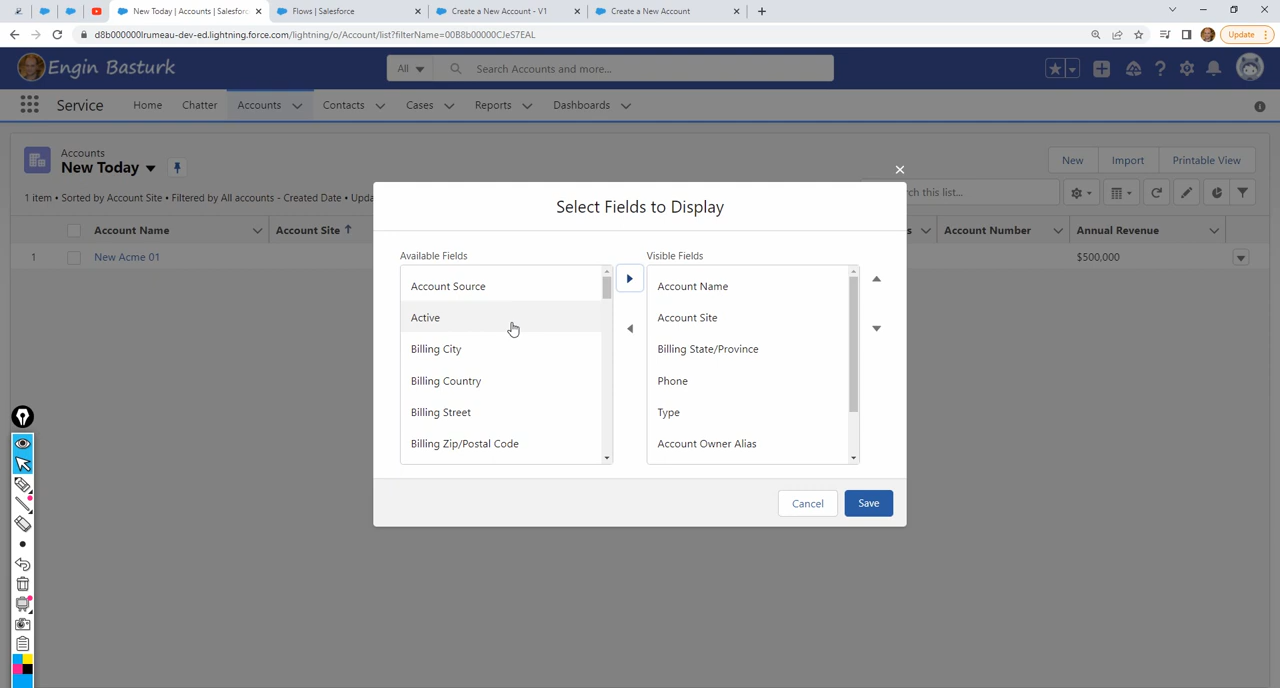 New Today | Accounts | Salesforc
Flows | Salesforce
Create a New Account - V1
Create a New Account
d8b000000lrumeau-dev-ed.lightning.force.com/lightning/o/Account/list?filterName=00B8b00000CJeS7EAL
Update
Engin Basturk
All
Search Accounts and more...
Service
Home
Chatter
Accounts
Contacts
Cases
Reports
Dashboards
Accounts
New Today
New
Import
Printable View
1 item • Sorted by Account Site • Filtered by All accounts - Created Date • Upda
ch this list...
Account Name
Account Site
s
Account Number
Annual Revenue
1
New Acme 01
$500,000
Select Fields to Display
Available Fields
Account Source
Active
Billing City
Billing Country
Billing Street
Billing Zip/Postal Code
Visible Fields
Account Name
Account Site
Billing State/Province
Phone
Type
Account Owner Alias
Cancel
Save